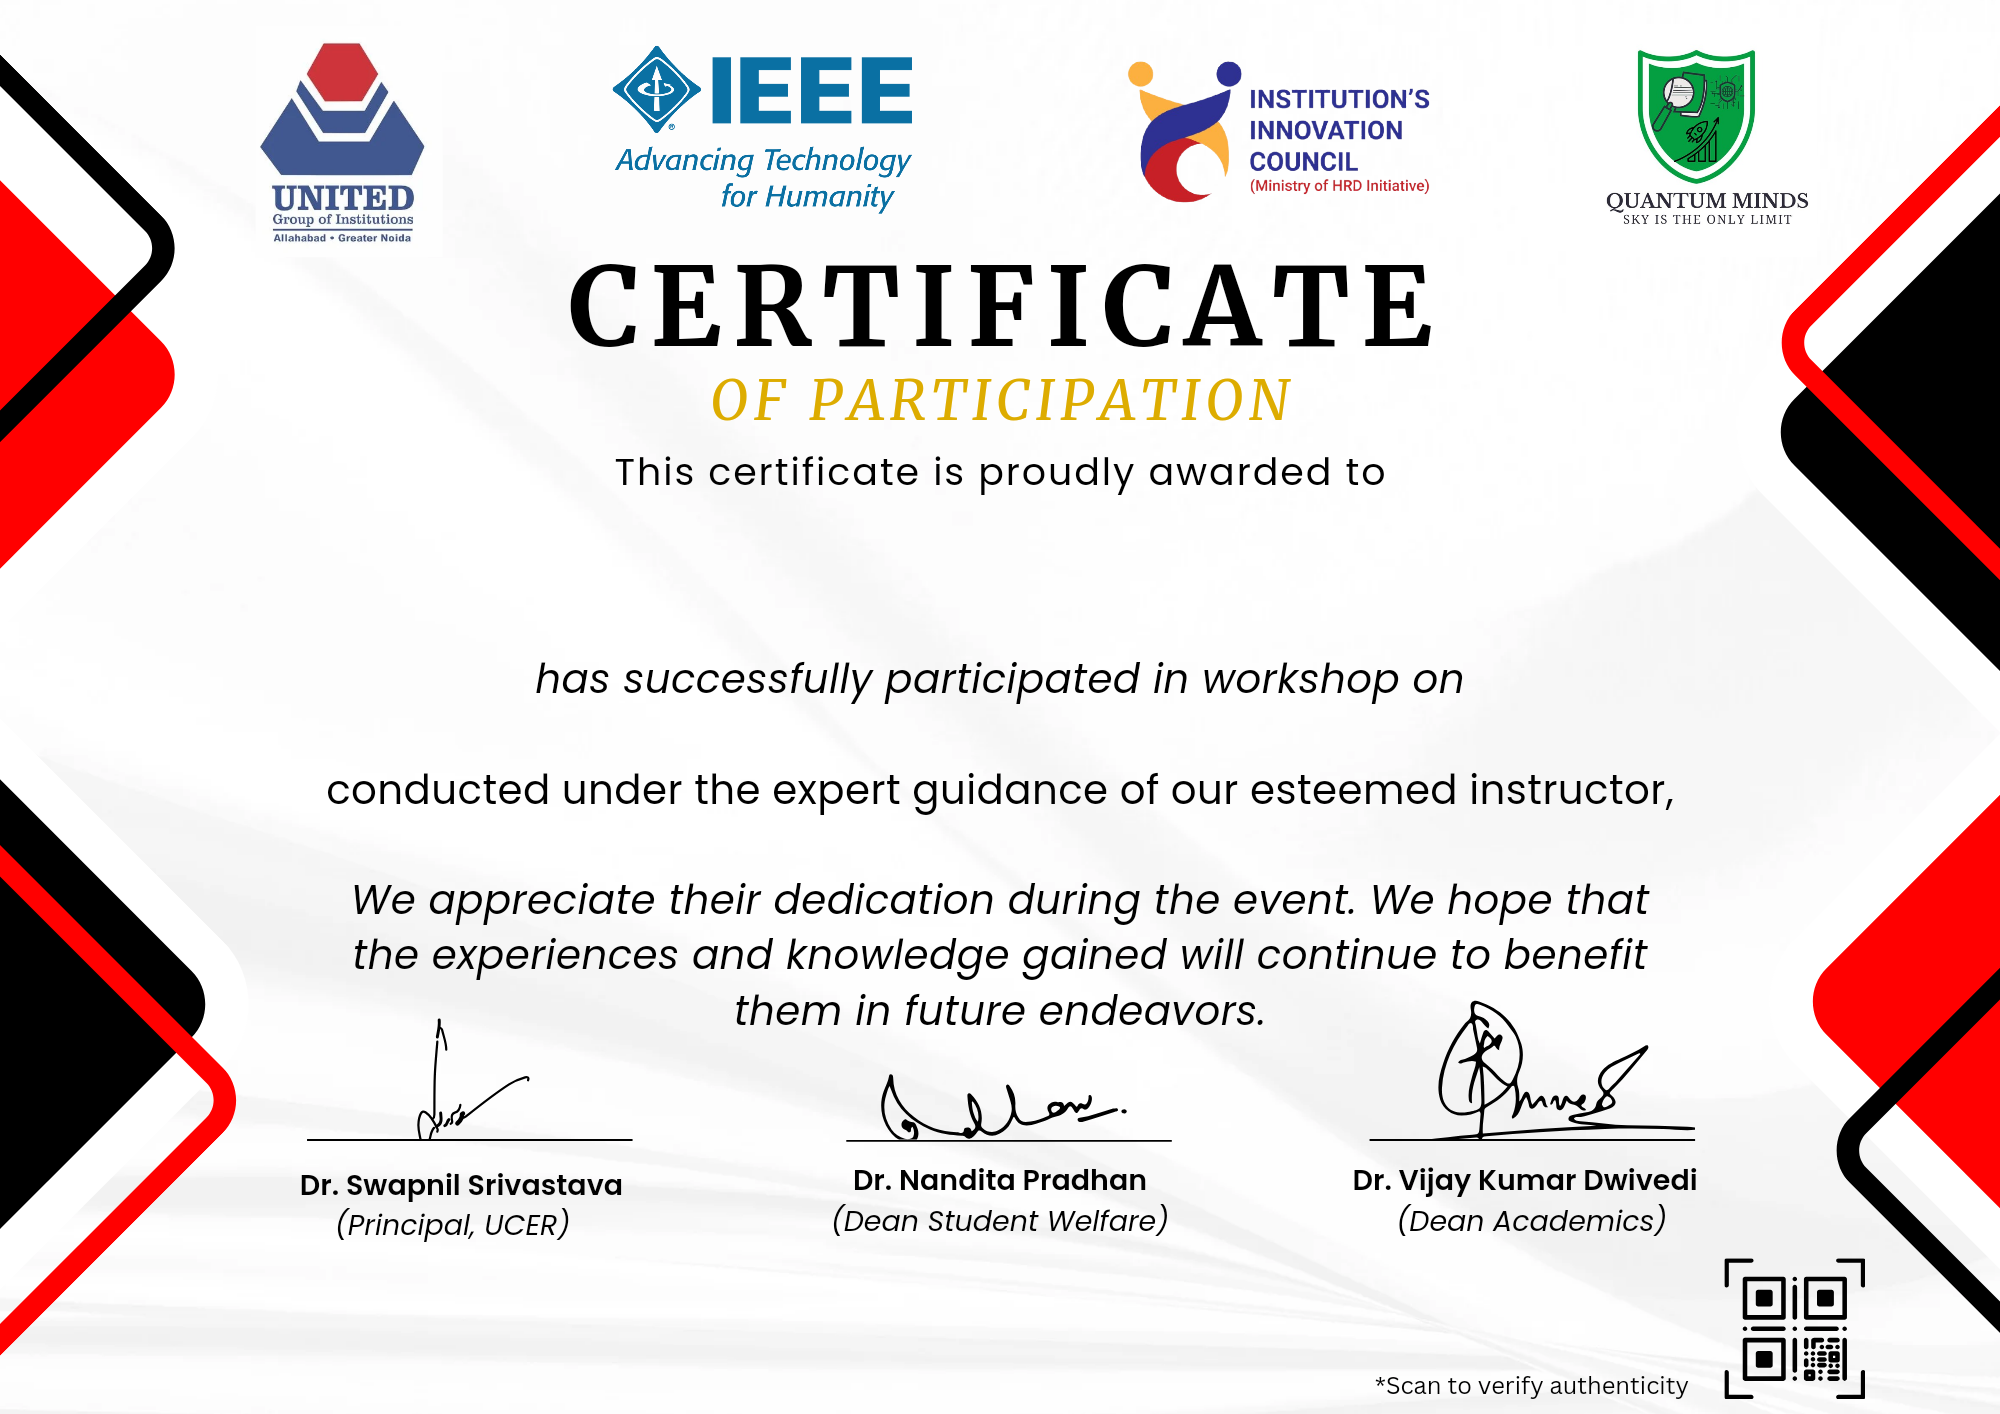 UNITED
Group of Institutions
Allahabad • Greater Noida
IEEE
®
Advancing Technology
for Humanity
INSTITUTION'S
INNOVATION
COUNCIL
(Ministry of HRD Initiative)
QUANTUM MINDS
SKY IS THE ONLY LIMIT
CERTIFICATE
OF PARTICIPATION
This certificate is proudly awarded to
has successfully participated in workshop on
conducted under the expert guidance of our esteemed instructor,
We appreciate their dedication during the event. We hope that
the experiences and knowledge gained will continue to benefit
them in future endeavors.
Dr. Swapnil Srivastava
(Principal, UCER)
Dr. Nandita Pradhan
(Dean Student Welfare)
Dr. Vijay Kumar Dwivedi
(Dean Academics)
*Scan to verify authenticity